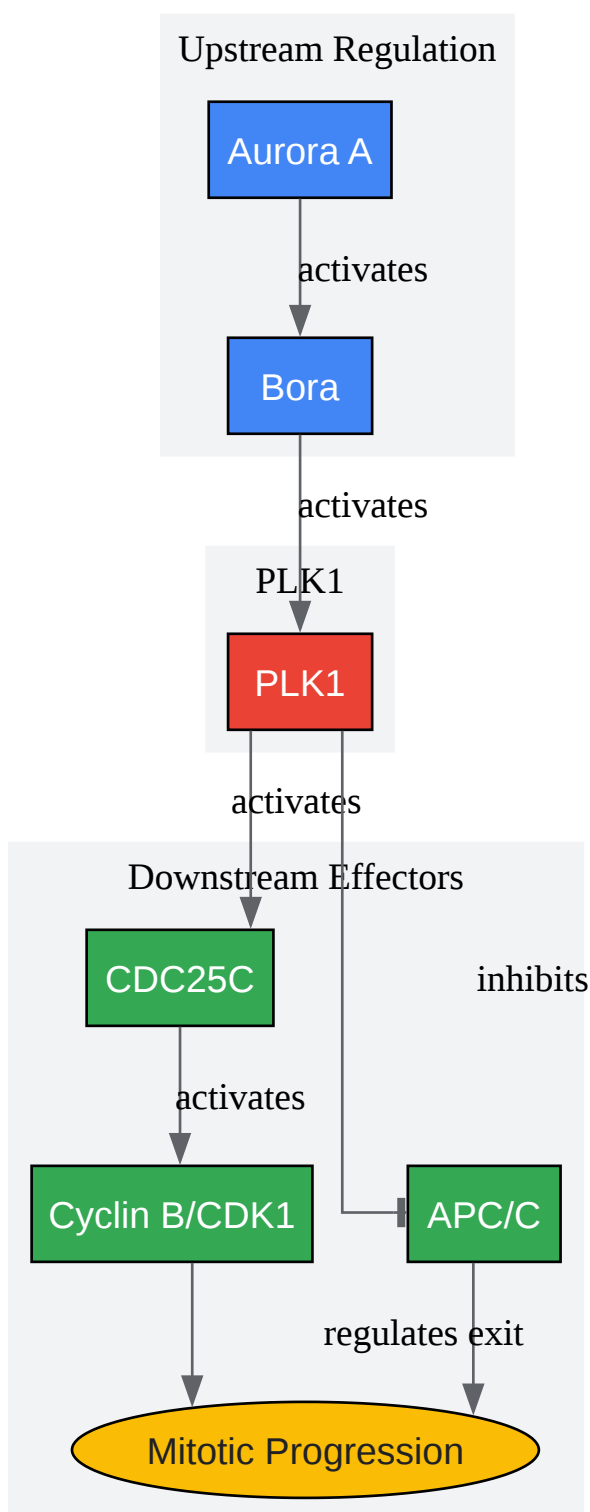 Upstream Regulation
Aurora A
activates
Bora
activates
PLK1
PLK1
activates
Downstream Effectors
CDC25C
inhibits
activates
Cyclin B/CDK1
APC/C
regulates exit
Mitotic Progression